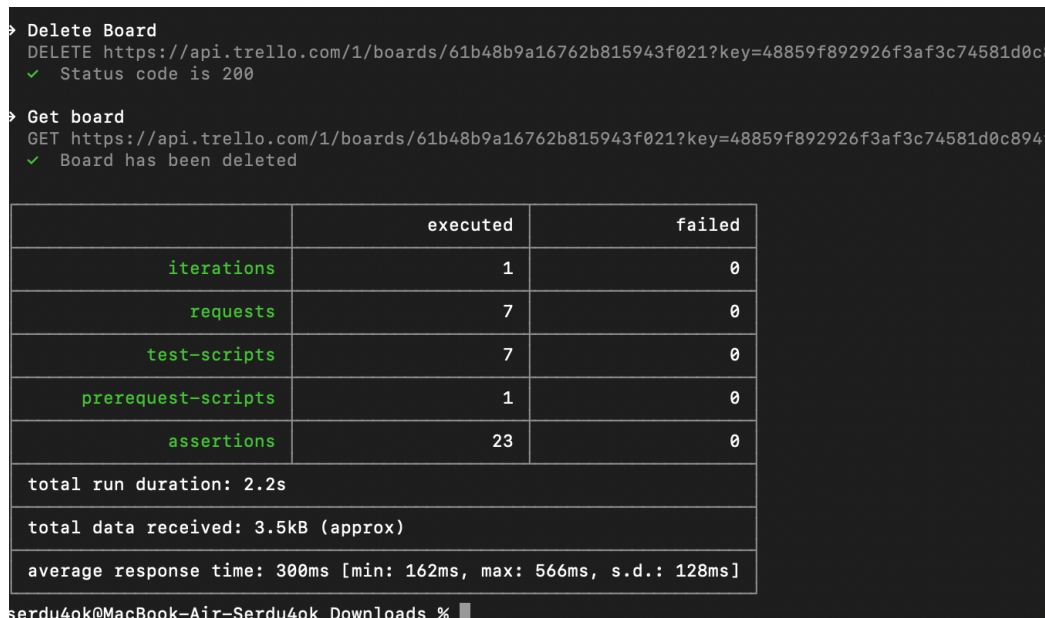 → Delete Board
DELETE https://api.trello.com/1/boards/61b48b9a16762b815943f021?key=48859f892926f3af3c74581d0c8
✓ Status code is 200
→ Get board
GET https://api.trello.com/1/boards/61b48b9a16762b815943f021?key=48859f892926f3af3c74581d0c894
✓ Board has been deleted
executed failed
iterations 1 0
requests 7 0
test-scripts 7 0
prerequest-scripts 1 0
assertions 23 0
total run duration: 2.2s
total data received: 3.5kB (approx)
average response time: 300ms [min: 162ms, max: 566ms, s.d.: 128ms]
serdu4ok@MacBook-Air-Serdu4ok Downloads %